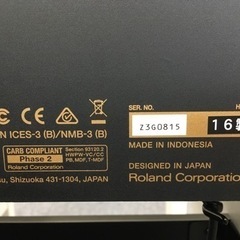 SERIAL NO.
Z3G0815
16
N ICES-3 (B)/NMB-3 (B)
MADE IN INDONESIA
CARB COMPLIANT
Phase 2
Section 93120.2
HWPW-VC/CC
PB, MDF, T-MDF
Roland Corporation
DESIGNED IN JAPAN
Roland Corporation
su, Shizuoka 431-1304, JAPAN